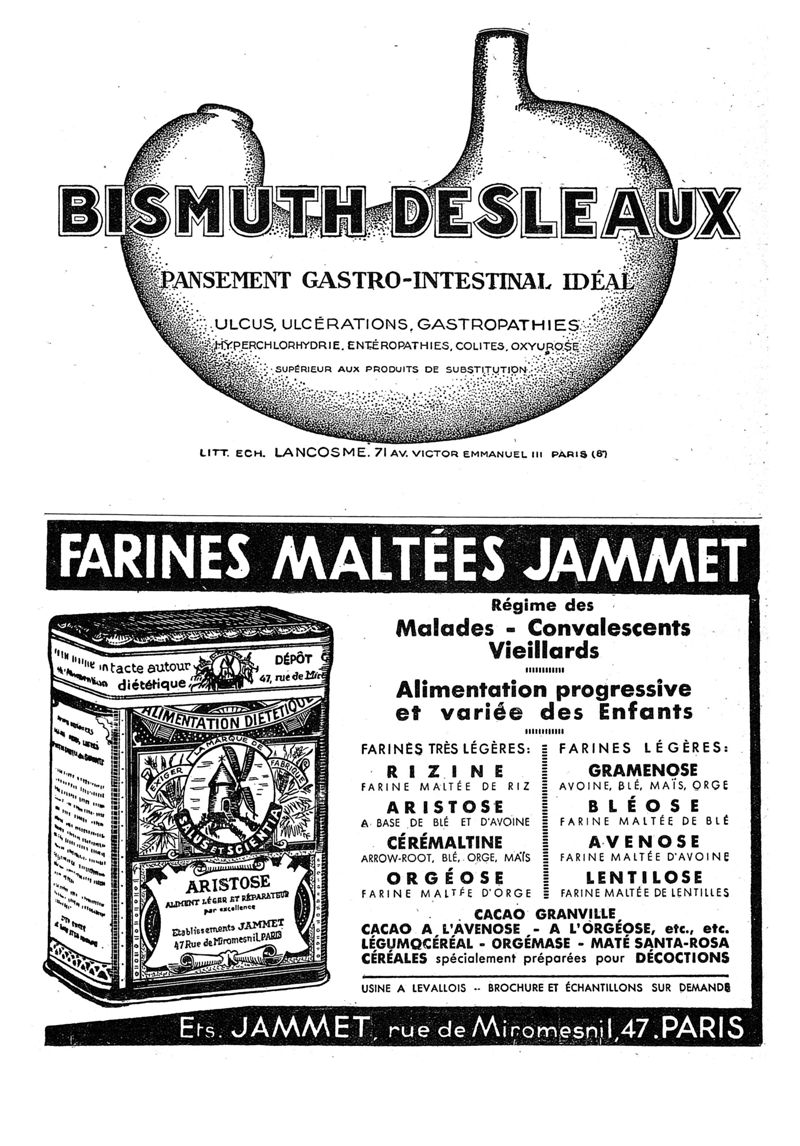 BISMUTH DESLEAUX
PANSEMENT GASTRO-INTESTINAL IDÉAL
ULCUS, ULCÉRATIONS, GASTROPATHIES
HYPERCHLORHYDRIE, ENTÉROPATHIES, COLITES, OXYUROSE
SUPÉRIEUR AUX PRODUITS DE SUBSTITUTION
LITT. ECH. LANCOSME. 71 AV. VICTOR EMMANUEL III PARIS (8ᵉ)
FARINES MALTÉES JAMMET
intacte autour
diététique
DÉPÔT
47, rue de Mir
ALIMENTATION DIÉTÉTIQUE
EXIGER LA MARQUE DE FABRIQUE
SALUS ET SCIENTIA
ARISTOSE
ALIMENT LÉGER ET RÉPARATEUR
par excellence
Etablissements JAMMET
47 Rue de Miromesnil, PARIS
Régime des
Malades - Convalescents
Vieillards
Alimentation progressive
et variée des Enfants
FARINES TRÈS LÉGÈRES:
RIZINE
FARINE MALTÉE DE RIZ
ARISTOSE
A BASE DE BLÉ ET D'AVOINE
CÉRÉMALTINE
ARROW-ROOT, BLÉ, ORGE, MAÏS
ORGÉOSE
FARINE MALTÉE D'ORGE
FARINES LÉGÈRES:
GRAMENOSE
AVOINE, BLÉ, MAÏS, ORGE
BLÉOSE
FARINE MALTÉE DE BLÉ
AVENOSE
FARINE MALTÉE D'AVOINE
LENTILOSE
FARINE MALTÉE DE LENTILLES
CACAO GRANVILLE,
CACAO A L'AVENOSE - A L'ORGÉOSE, etc., etc.
LÉGUMOCÉRÉAL - ORGÉMASE - MATÉ SANTA-ROSA
CÉRÉALES spécialement préparées pour DÉCOCTIONS
USINE A LEVALLOIS -- BROCHURE ET ÉCHANTILLONS SUR DEMANDE
Ets. JAMMET, rue de Miromesnil, 47, PARIS